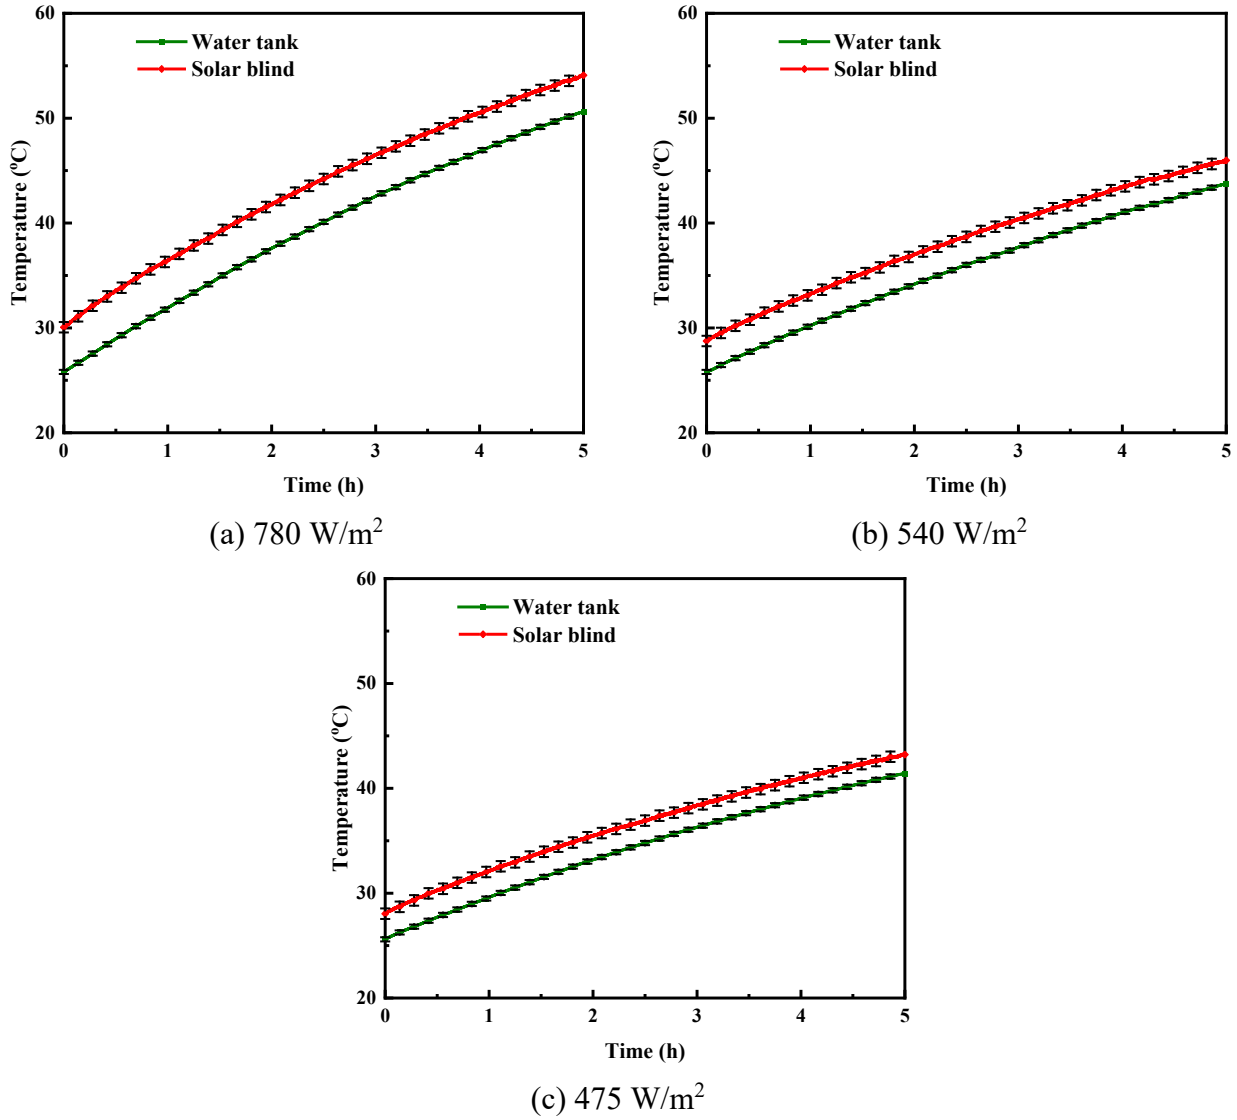 60
50
40
30
20
Temperature (ºC)
Water tank
Solar blind
0 1 2 3 4 5
Time (h)
(a) 780 W/m²
60
50
40
30
20
Temperature (ºC)
Water tank
Solar blind
0 1 2 3 4 5
Time (h)
(b) 540 W/m²
60
50
40
30
20
Temperature (ºC)
Water tank
Solar blind
0 1 2 3 4 5
Time (h)
(c) 475 W/m²